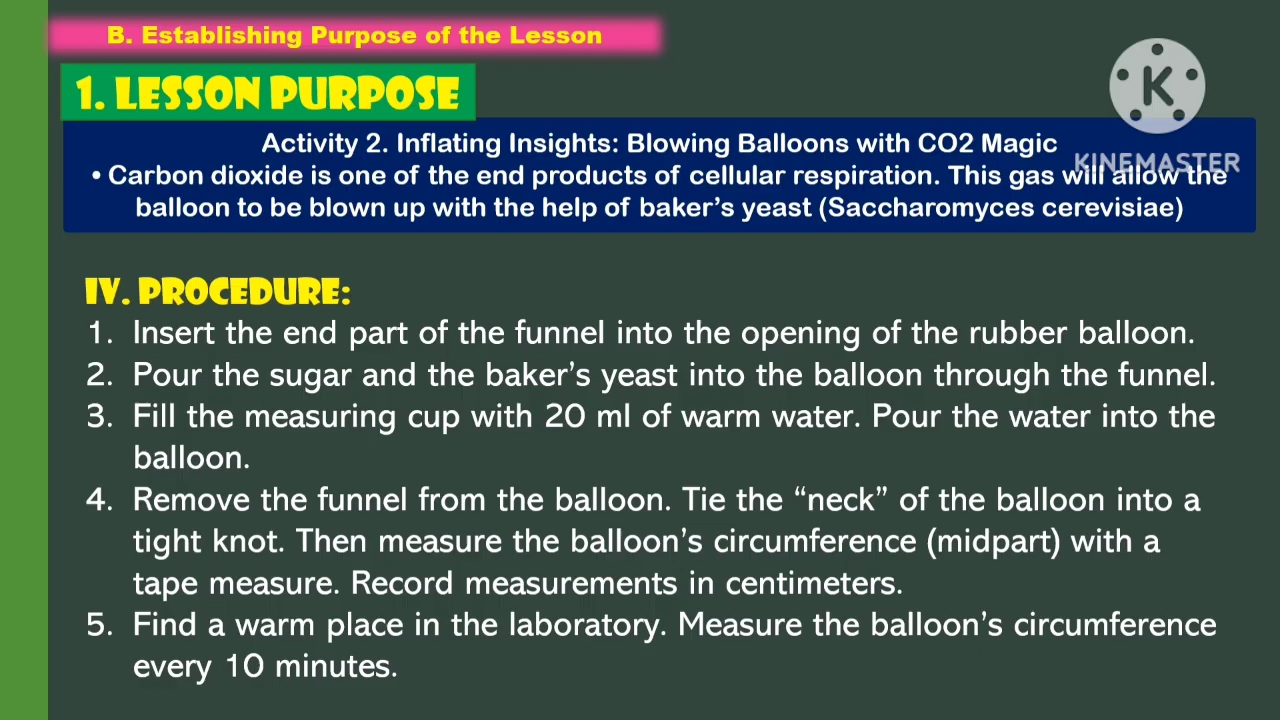 B. Establishing Purpose of the Lesson
1. LESSON PURPOSE
K
KINEMASTER
Activity 2. Inflating Insights: Blowing Balloons with CO2 Magic
• Carbon dioxide is one of the end products of cellular respiration. This gas will allow the
balloon to be blown up with the help of baker's yeast (Saccharomyces cerevisiae)
IV. PROCEDURE:
1. Insert the end part of the funnel into the opening of the rubber balloon.
2. Pour the sugar and the baker's yeast into the balloon through the funnel.
3. Fill the measuring cup with 20 ml of warm water. Pour the water into the
balloon.
4. Remove the funnel from the balloon. Tie the “neck” of the balloon into a
tight knot. Then measure the balloon's circumference (midpart) with a
tape measure. Record measurements in centimeters.
5. Find a warm place in the laboratory. Measure the balloon's circumference
every 10 minutes.